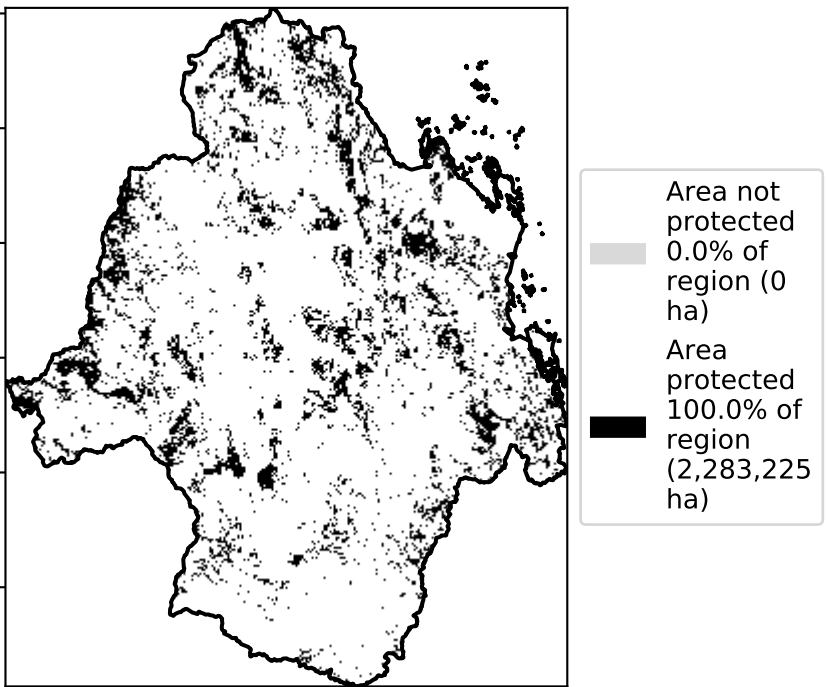 Area not
protected
0.0% of
region (0
ha)
Area
protected
100.0% of
region
(2,283,225
ha)